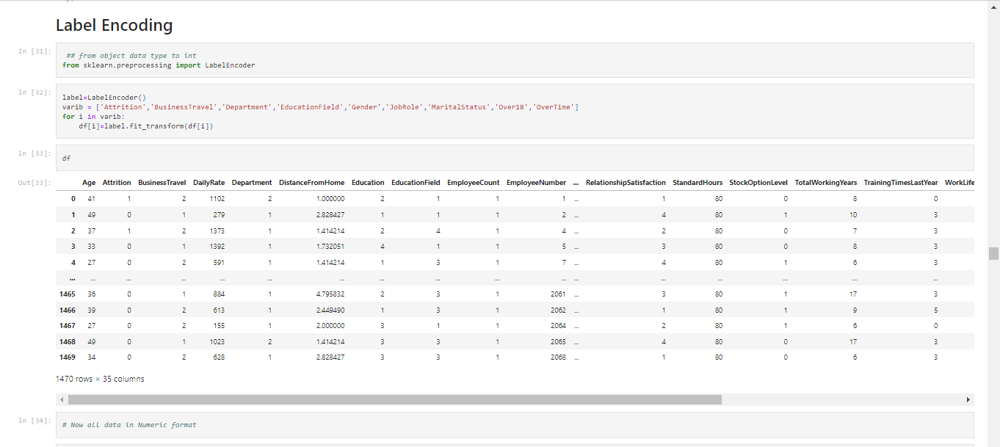 Label Encoding
In [31]:
## from object data type to int
from sklearn.preprocessing import LabelEncoder
In [32]:
label=LabelEncoder()
varib = ['Attrition','BusinessTravel','Department','EducationField','Gender','JobRole','MaritalStatus','Over18','OverTime']
for i in varib:
    df[i]=label.fit_transform(df[i])
In [33]:
df
Out[33]:
Age Attrition BusinessTravel DailyRate Department DistanceFromHome Education EducationField EmployeeCount EmployeeNumber ... RelationshipSatisfaction StandardHours StockOptionLevel TotalWorkingYears TrainingTimesLastYear WorkLife
0 41 1 2 1102 2 1.000000 2 1 1 1 ... 1 80 0 8 0
1 49 0 1 279 1 2.828427 1 1 1 2 ... 4 80 1 10 3
2 37 1 2 1373 1 1.414214 2 4 1 4 ... 2 80 0 7 3
3 33 0 1 1392 1 1.732051 4 1 1 5 ... 3 80 0 8 3
4 27 0 2 591 1 1.414214 1 3 1 7 ... 4 80 1 6 3
... ... ... ... ... ... ... ... ... ... ... ... ... ... ... ... ...
1465 36 0 1 884 1 4.795832 2 3 1 2061 ... 3 80 1 17 3
1466 39 0 2 613 1 2.449490 1 3 1 2062 ... 1 80 1 9 5
1467 27 0 2 155 1 2.000000 3 1 1 2064 ... 2 80 1 6 0
1468 49 0 1 1023 2 1.414214 3 3 1 2065 ... 4 80 0 17 3
1469 34 0 2 628 1 2.828427 3 3 1 2068 ... 1 80 0 6 3
1470 rows × 35 columns
In [34]:
# Now all data in Numeric format